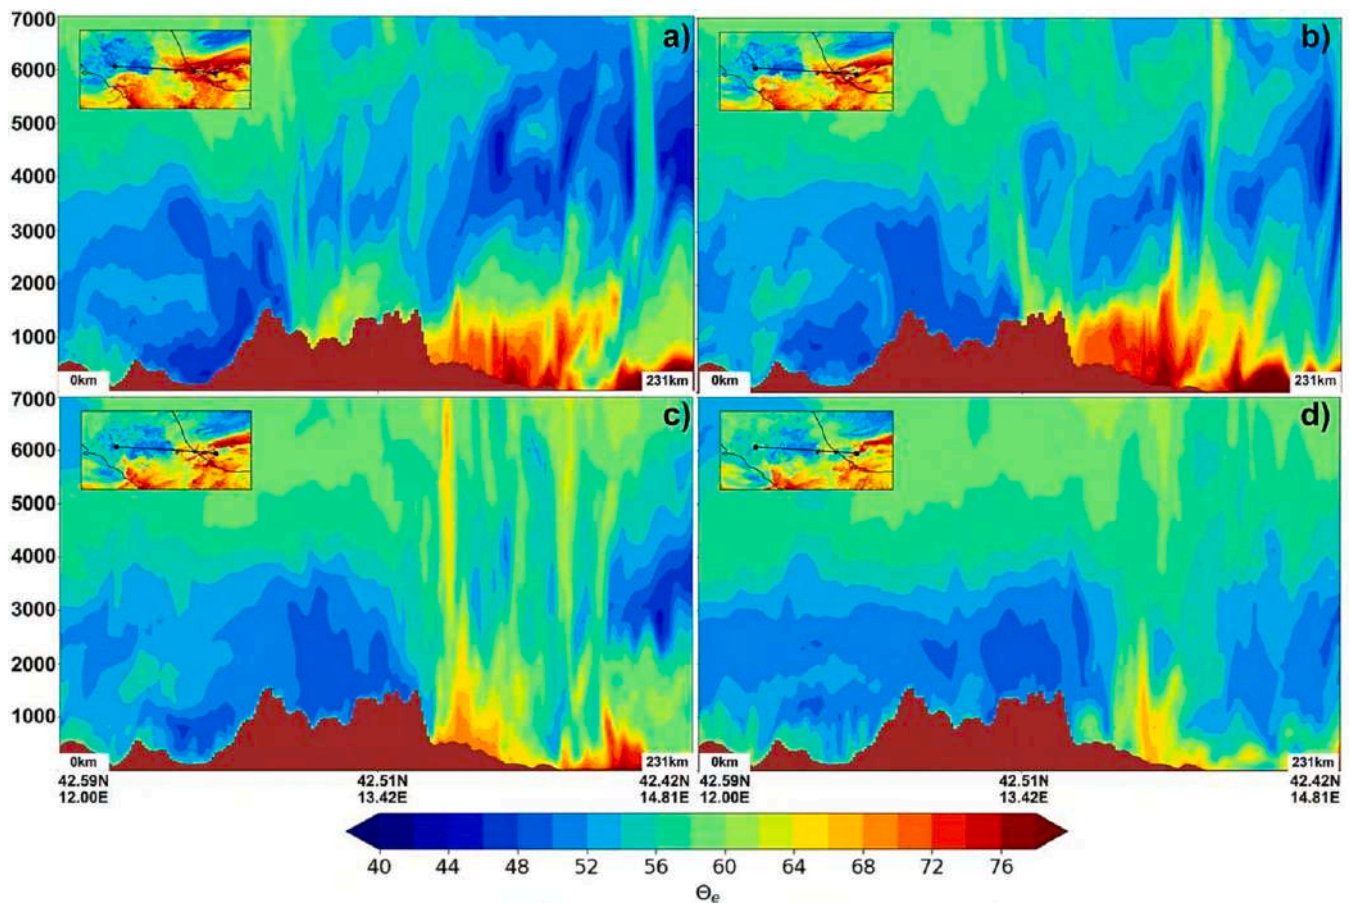 7000
6000
5000
4000
3000
2000
1000
a)
0km
231km
b)
0km
231km
7000
6000
5000
4000
3000
2000
1000
c)
0km
231km
d)
0km
231km
42.59N 42.51N 42.42N
12.00E 13.42E 14.81E
42.59N 42.51N 42.42N
12.00E 13.42E 14.81E
40 44 48 52 56 60 64 68 72 76
Θe